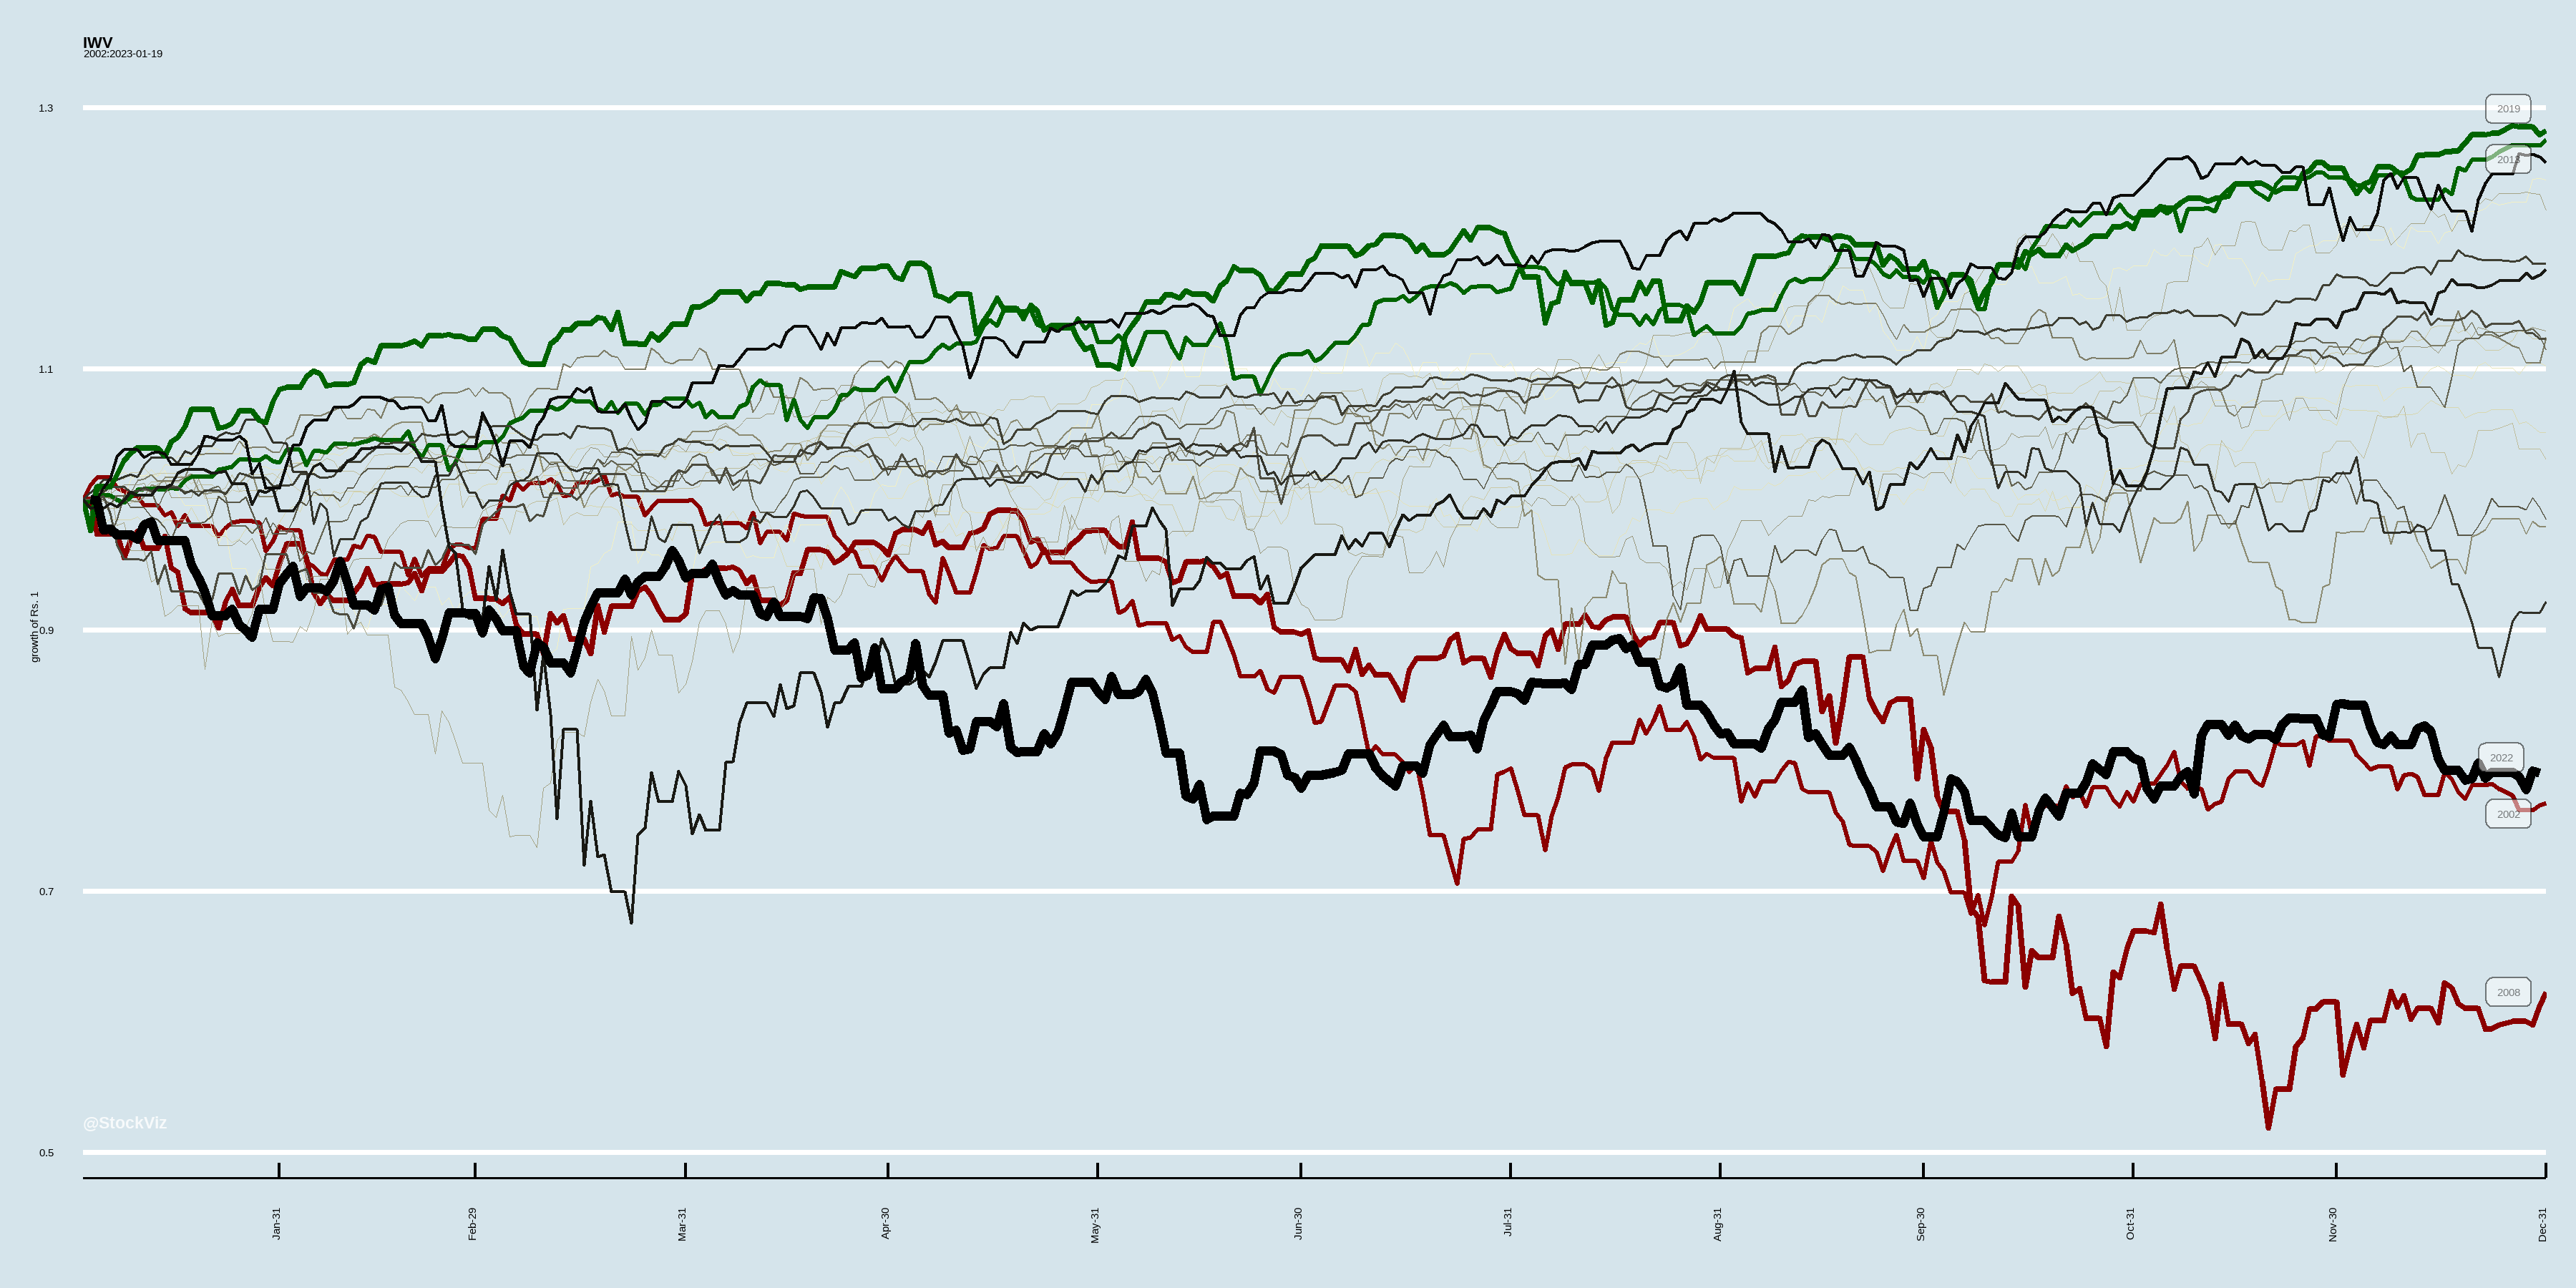 IWV
2002:2023-01-19
1.3
2019
2013
1.1
growth of Rs. 1
0.9
2022
2002
0.7
2008
@StockViz
0.5
Jan-31
Feb-29
Mar-31
Apr-30
May-31
Jun-30
Jul-31
Aug-31
Sep-30
Oct-31
Nov-30
Dec-31